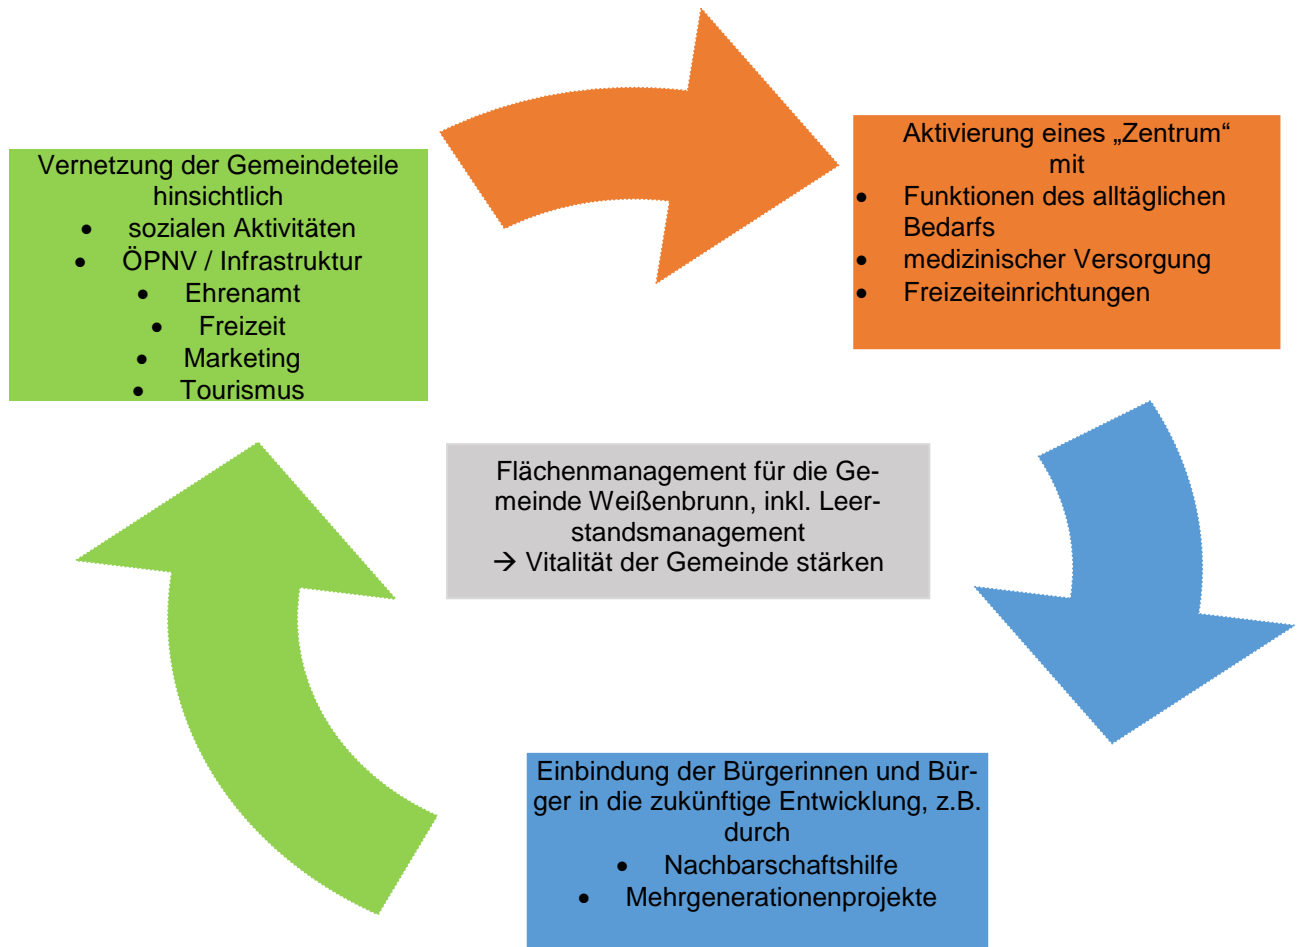 Vernetzung der Gemeindeteile
hinsichtlich
• sozialen Aktivitäten
• ÖPNV / Infrastruktur
• Ehrenamt
• Freizeit
• Marketing
• Tourismus
Aktivierung eines „Zentrum“
mit
• Funktionen des alltäglichen
Bedarfs
• medizinischer Versorgung
• Freizeiteinrichtungen
Flächenmanagement für die Ge-
meinde Weißenbrunn, inkl. Leer-
standsmanagement
→ Vitalität der Gemeinde stärken
Einbindung der Bürgerinnen und Bür-
ger in die zukünftige Entwicklung, z.B.
durch
• Nachbarschaftshilfe
• Mehrgenerationenprojekte